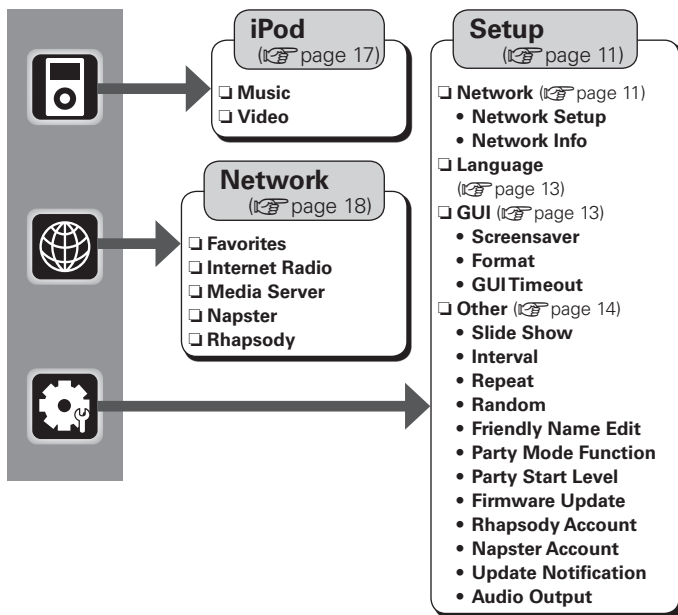 iPod
(☞page 17)
❏ Music
❏ Video
Network
(☞page 18)
❏ Favorites
❏ Internet Radio
❏ Media Server
❏ Napster
❏ Rhapsody
Setup
(☞page 11)
❏ Network (☞page 11)
• Network Setup
• Network Info
❏ Language
(☞page 13)
❏ GUI (☞page 13)
• Screensaver
• Format
• GUI Timeout
❏ Other (☞page 14)
• Slide Show
• Interval
• Repeat
• Random
• Friendly Name Edit
• Party Mode Function
• Party Start Level
• Firmware Update
• Rhapsody Account
• Napster Account
• Update Notification
• Audio Output